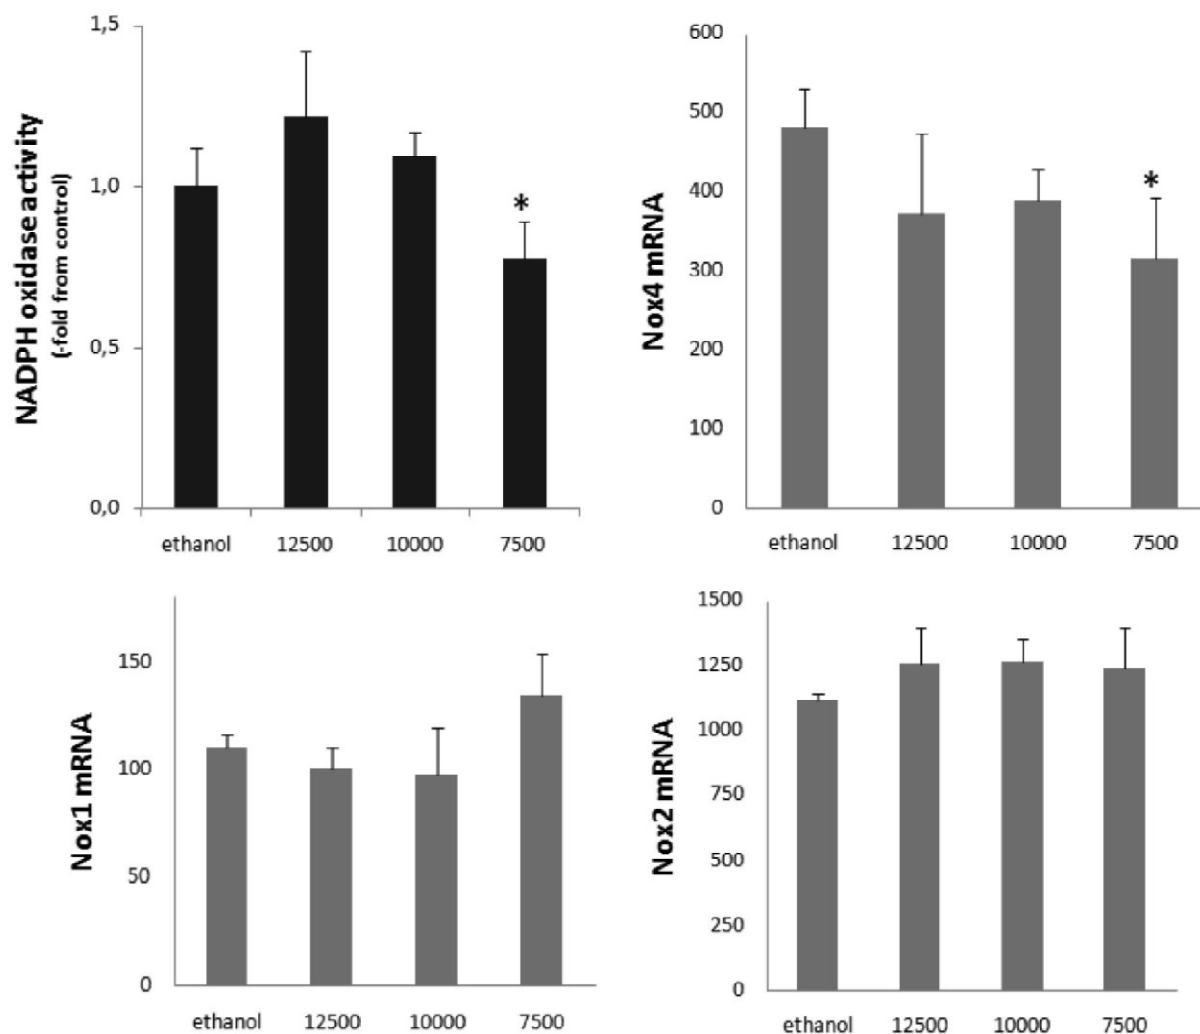 NADPH oxidase activity
(-fold from control)
1,5
1,0
0,5
0,0
*
ethanol 12500 10000 7500
Nox4 mRNA
600
500
400
300
200
100
0
*
ethanol 12500 10000 7500
Nox1 mRNA
150
100
50
0
ethanol 12500 10000 7500
Nox2 mRNA
1500
1250
1000
750
500
250
0
ethanol 12500 10000 7500